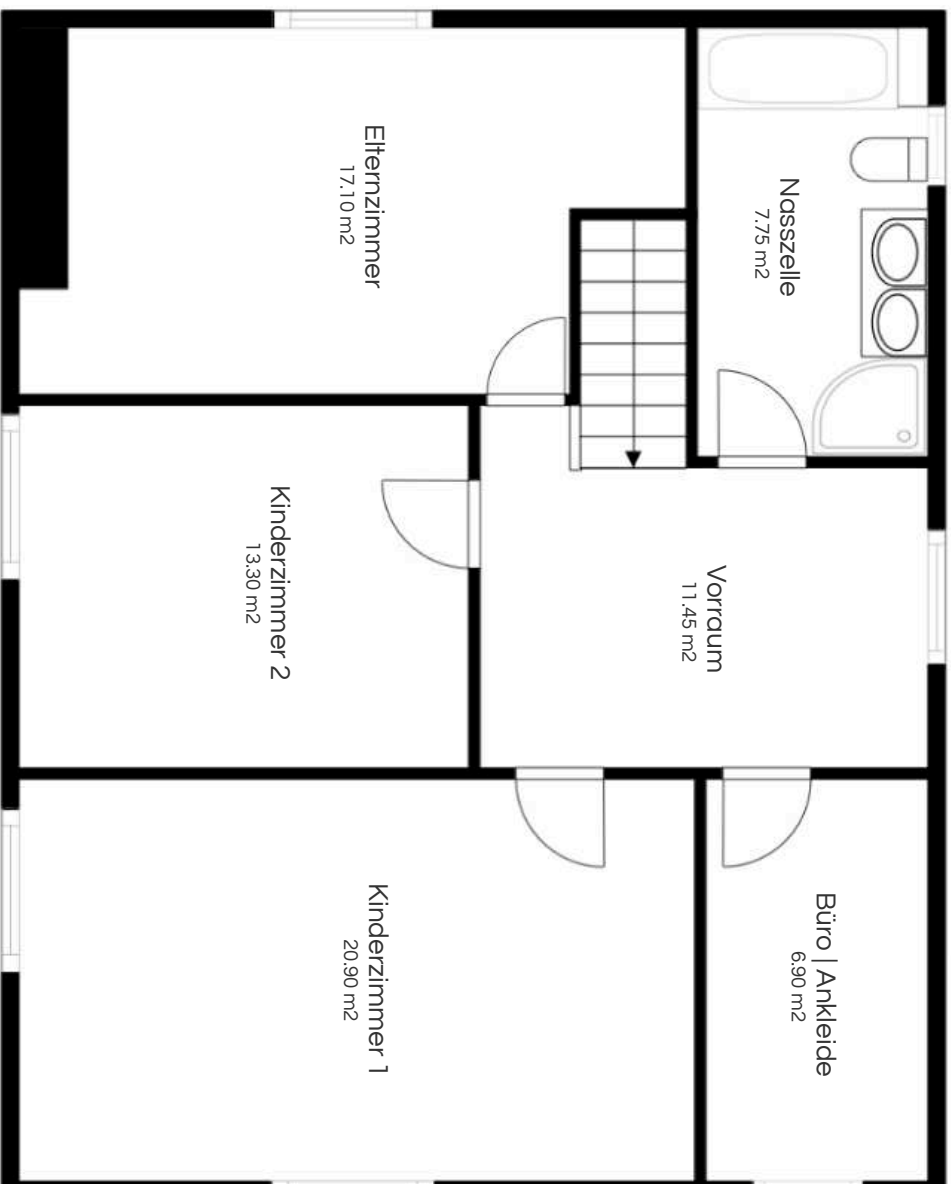 Elternzimmer
17.10 m2
Nasszelle
7.75 m2
Kinderzimmer 2
13.30 m2
Vorraum
11.45 m2
Kinderzimmer 1
20.90 m2
Büro | Ankleide
6.90 m2